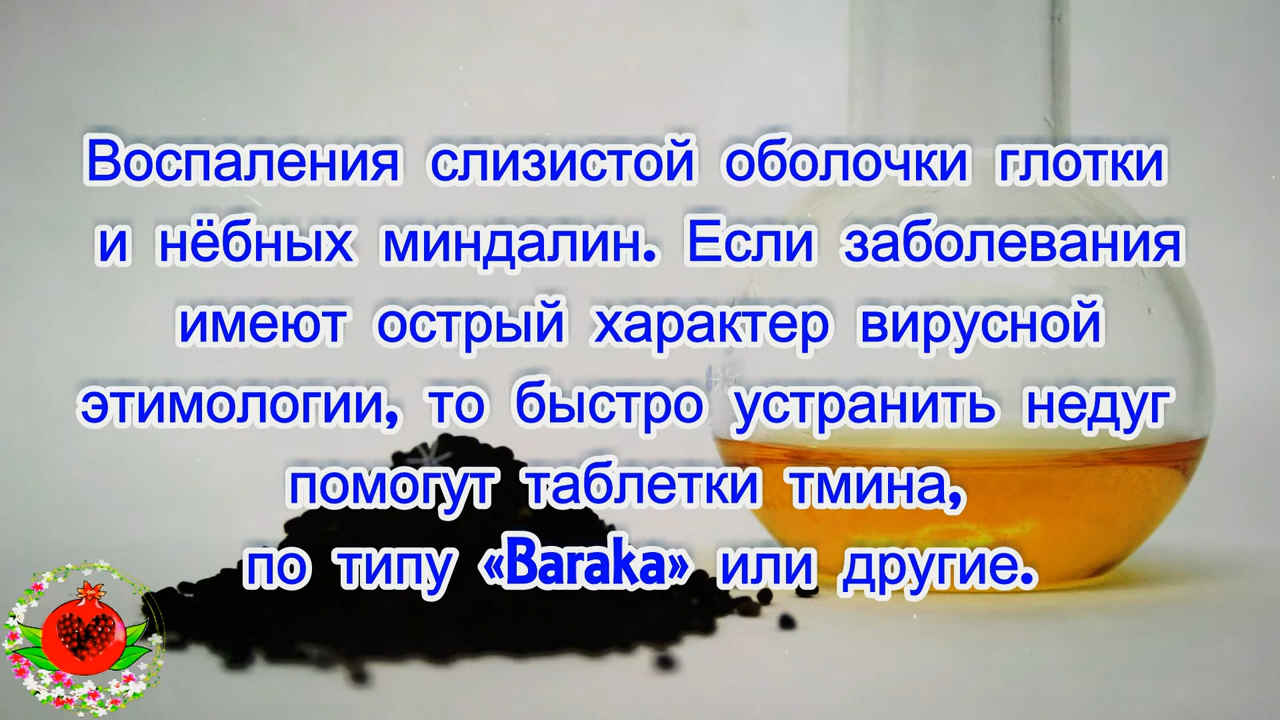 Воспаления слизистой оболочки глотки
и нёбных миндалин. Если заболевания
имеют острый характер вирусной
этимологии, то быстро устранить недуг
помогут таблетки тмина,
по типу «Baraka» или другие.